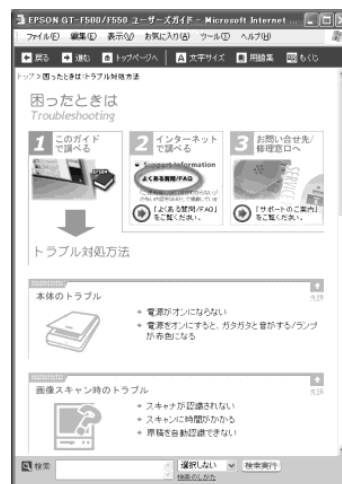 EPSON GT-F500/F550 ユーザーズガイド - Microsoft Internet ...
ファイル(F) 編集(E) 表示(V) お気に入り(A) ツール(T) ヘルプ(H)
戻る 進む トップページへ 文字サイズ 用語集 もくじ
トップ > 困ったときは トラブル対処方法
困ったときは
Troubleshooting
1 このガイドで調べる
2 インターネットで調べる
Support Information
よくある質問/FAQ
「よくある質問/FAQ」をご覧ください。
3 お問い合せ先/修理窓口へ
SERVICE
「サポートのご案内」をご覧ください。
トラブル対処方法
本体のトラブル
先頭
電源がオンにならない
電源をオンにすると、ガタガタと音がする/ランプが赤色になる
画像スキャン時のトラブル
先頭
スキャナが認識されない
スキャンに時間がかかる
原稿を自動認識できない
検索 選択しない 検索実行
検索のしかた